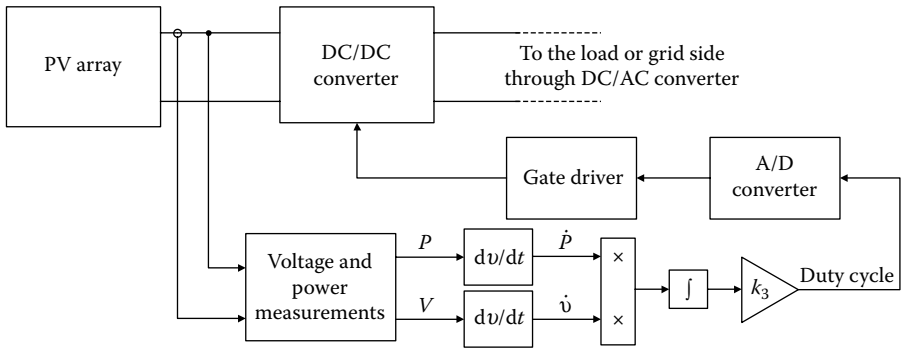 PV array
DC/DC
converter
To the load or grid side
through DC/AC converter
Gate driver
A/D
converter
Voltage and
power
measurements
P
dυ/dt
Ṗ
×
V
dυ/dt
υ̇
×
∫
k₃
Duty cycle